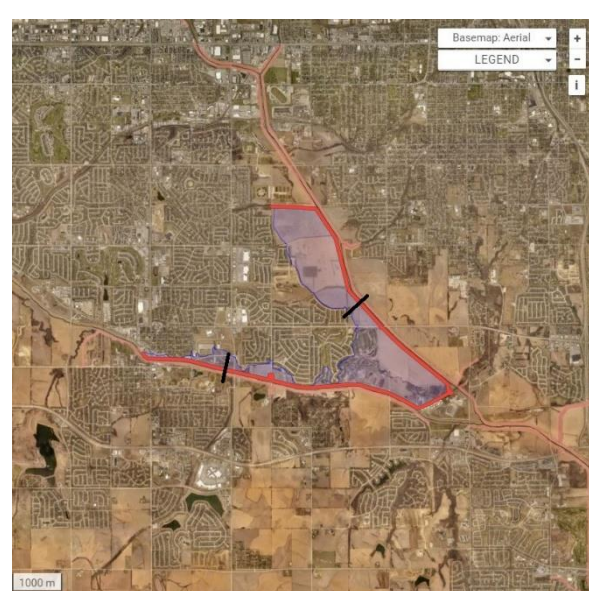 Basemap: Aerial
+
LEGEND
−
i
1000 m